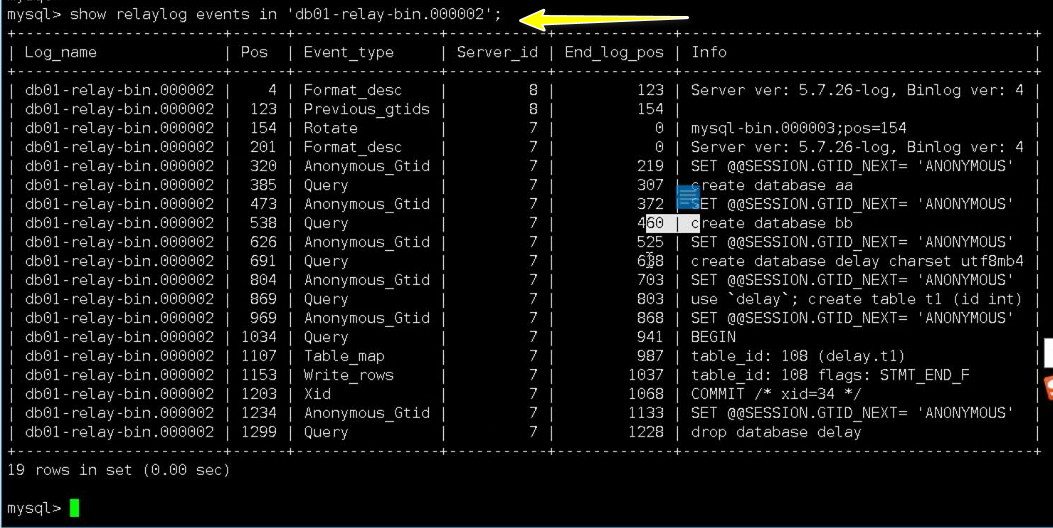 mysql> show relaylog events in 'db01-relay-bin.000002';
+-----------------------+------+----------------+-----------+-------------+---------------------------------------+
| Log_name | Pos | Event_type | Server_id | End_log_pos | Info |
+-----------------------+------+----------------+-----------+-------------+---------------------------------------+
| db01-relay-bin.000002 | 4 | Format_desc | 8 | 123 | Server ver: 5.7.26-log, Binlog ver: 4 |
| db01-relay-bin.000002 | 123 | Previous_gtids | 8 | 154 | |
| db01-relay-bin.000002 | 154 | Rotate | 7 | 0 | mysql-bin.000003;pos=154 |
| db01-relay-bin.000002 | 201 | Format_desc | 7 | 0 | Server ver: 5.7.26-log, Binlog ver: 4 |
| db01-relay-bin.000002 | 320 | Anonymous_Gtid | 7 | 219 | SET @@SESSION.GTID_NEXT= 'ANONYMOUS' |
| db01-relay-bin.000002 | 385 | Query | 7 | 307 | create database aa |
| db01-relay-bin.000002 | 473 | Anonymous_Gtid | 7 | 372 | SET @@SESSION.GTID_NEXT= 'ANONYMOUS' |
| db01-relay-bin.000002 | 538 | Query | 7 | 460 | create database bb |
| db01-relay-bin.000002 | 626 | Anonymous_Gtid | 7 | 525 | SET @@SESSION.GTID_NEXT= 'ANONYMOUS' |
| db01-relay-bin.000002 | 691 | Query | 7 | 638 | create database delay charset utf8mb4 |
| db01-relay-bin.000002 | 804 | Anonymous_Gtid | 7 | 703 | SET @@SESSION.GTID_NEXT= 'ANONYMOUS' |
| db01-relay-bin.000002 | 869 | Query | 7 | 803 | use `delay`; create table t1 (id int) |
| db01-relay-bin.000002 | 969 | Anonymous_Gtid | 7 | 868 | SET @@SESSION.GTID_NEXT= 'ANONYMOUS' |
| db01-relay-bin.000002 | 1034 | Query | 7 | 941 | BEGIN |
| db01-relay-bin.000002 | 1107 | Table_map | 7 | 987 | table_id: 108 (delay.t1) |
| db01-relay-bin.000002 | 1153 | Write_rows | 7 | 1037 | table_id: 108 flags: STMT_END_F |
| db01-relay-bin.000002 | 1203 | Xid | 7 | 1068 | COMMIT /* xid=34 */ |
| db01-relay-bin.000002 | 1234 | Anonymous_Gtid | 7 | 1133 | SET @@SESSION.GTID_NEXT= 'ANONYMOUS' |
| db01-relay-bin.000002 | 1299 | Query | 7 | 1228 | drop database delay |
+-----------------------+------+----------------+-----------+-------------+---------------------------------------+
19 rows in set (0.00 sec)
mysql>